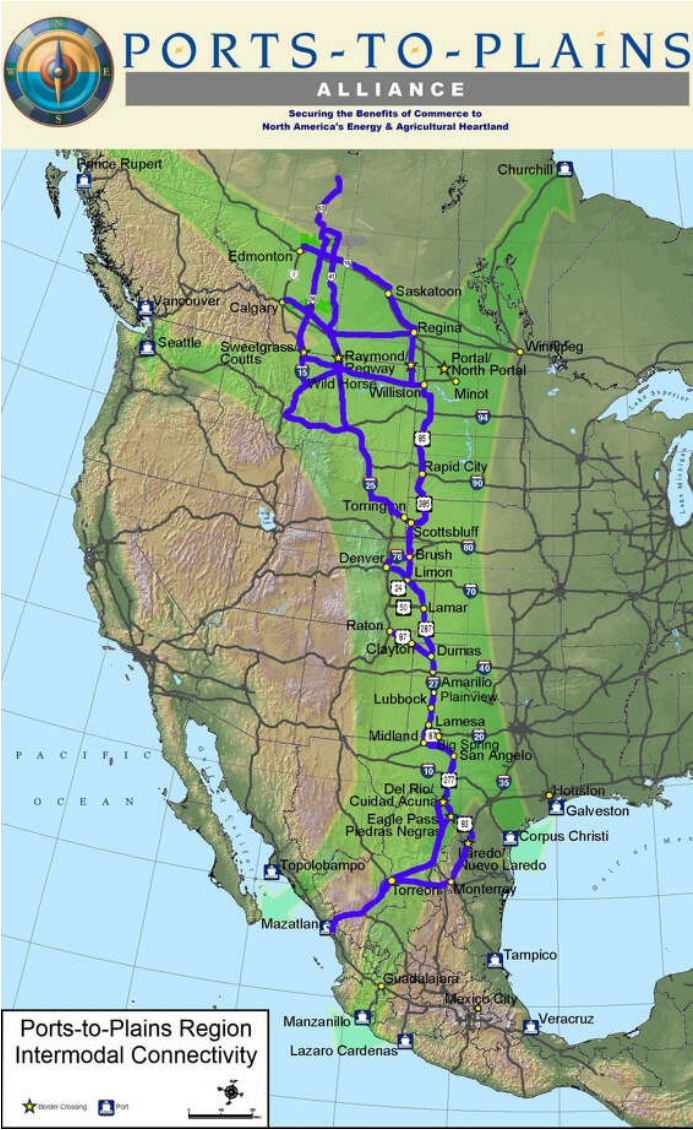 PORTS-TO-PLAiNS
ALLIANCE
Securing the Benefits of Commerce to
North America's Energy & Agricultural Heartland
N
W
E
S
Prince Rupert
Churchill
Edmonton
Saskatoon
Vancouver
Calgary
Regina
Seattle
Winnipeg
Sweetgrass/
Coutts
Raymond/
Regway
Portal/
North Portal
15
Wild Horse
Williston
Minot
94
Lake Superior
Lake Michigan
85
Rapid City
25
90
385
Torrington
Scottsbluff
80
76
Brush
Denver
Limon
24
70
50
Lamar
Raton
87
287
Clayton
Dumas
40
27
Amarillo
Lubbock
Plainview
Lamesa
Midland
87
20
Big Spring
San Angelo
PACIFIC
OCEAN
10
277
35
Del Rio/
Cuidad Acuna
Houston
Galveston
Eagle Pass
Piedras Negras
83
Corpus Christi
Laredo/
Nuevo Laredo
Topolobampo
Torreon
Monterray
Mazatlan
Tampico
Guadalajara
Mexico City
Manzanillo
Veracruz
Lazaro Cardenas
Ports-to-Plains Region
Intermodal Connectivity
Border Crossing
Port